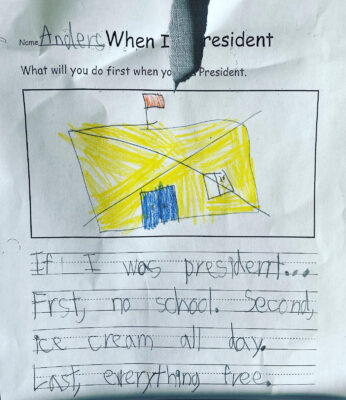 Name Anders When I resident
What will you do first when yo President.
If I was president...
Frst, no school. Second,
ice cream all day.
Last, everything free.